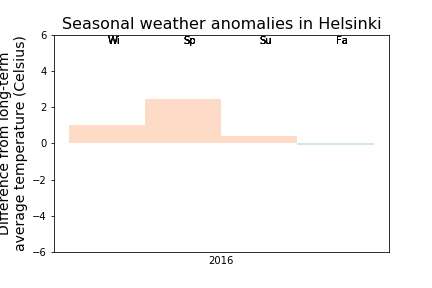 Seasonal weather anomalies in Helsinki
Wi Sp Su Fa
Difference from long-term
average temperature (Celsius)
6
4
2
0
−2
−4
−6
2016